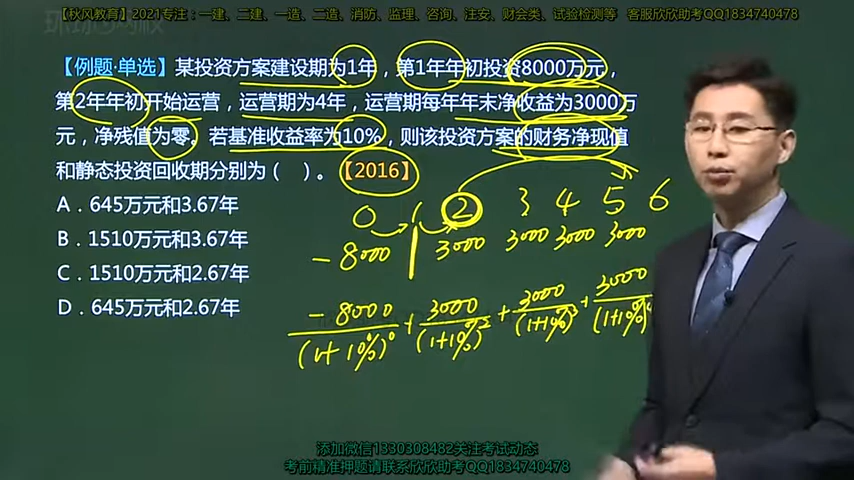 【秋风教育】2021专注：一建、二建、一造、二造、消防、监理、咨询、注安、财会类、试验检测等 客服欣欣助考QQ1834740478
【例题·单选】某投资方案建设期为1年，第1年年初投资8000万元，
第2年年初开始运营，运营期为4年，运营期每年年末净收益为3000万
元，净残值为零。若基准收益率为10%，则该投资方案的财务净现值
和静态投资回收期分别为（ ）。【2016】
A．645万元和3.67年
B．1510万元和3.67年
C．1510万元和2.67年
D．645万元和2.67年
0 1 2 3 4 5 6
-8000 3000 3000 3000 3000
-8000/(1+10%)^0 + 3000/(1+10%)^2 + 3000/(1+10%)^3 + 3000/(1+10%)^4
添加微信1330308482关注考试动态
考前精准押题请联系欣欣助考QQ1834740478